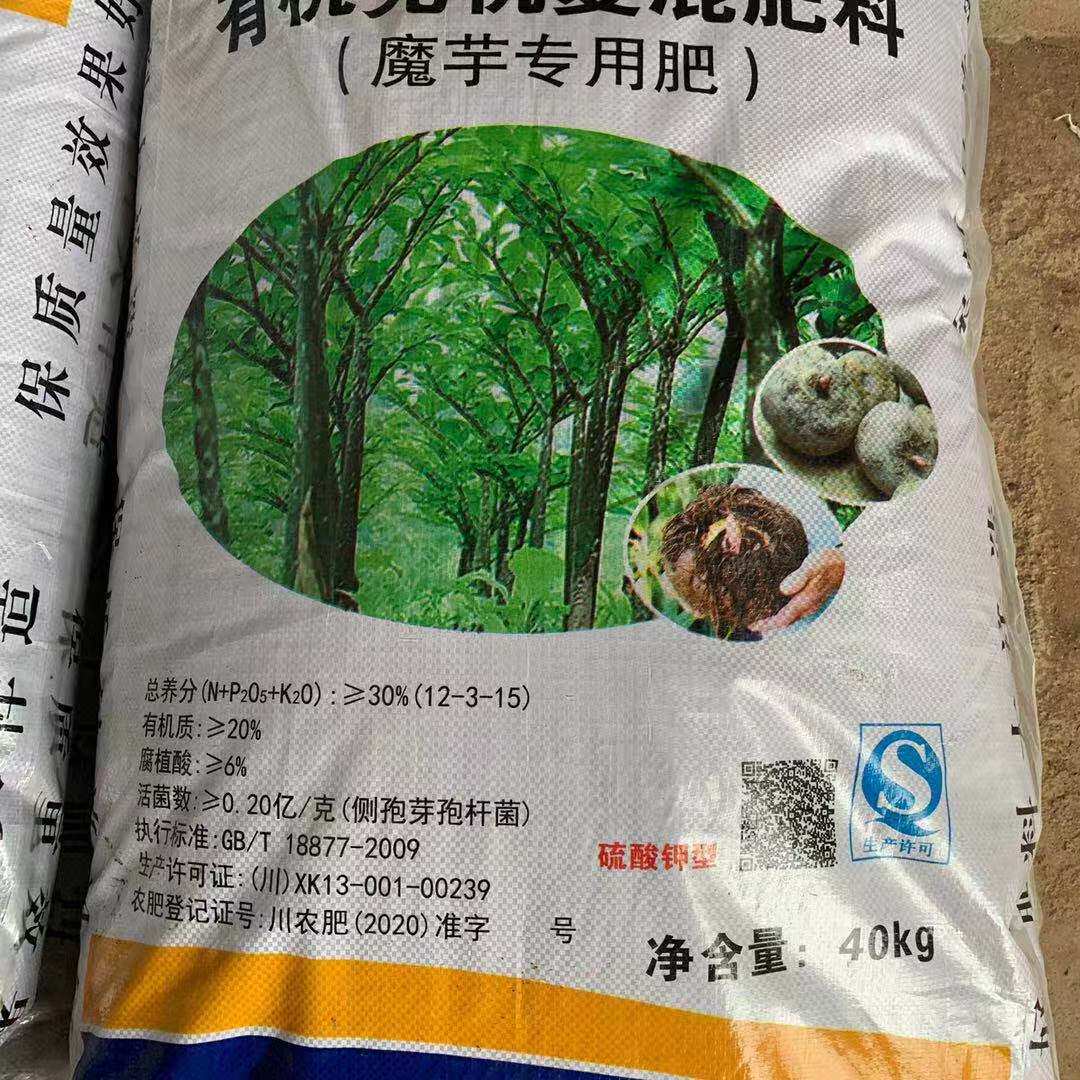 有机无机复混肥料
(魔芋专用肥)
保质量效果好
总养分(N+P₂O₅+K₂O):≥30%(12-3-15)
有机质:≥20%
腐植酸:≥6%
活菌数:≥0.20亿/克(侧孢芽孢杆菌)
执行标准:GB/T 18877-2009
生产许可证:(川)XK13-001-00239
农肥登记证号:川农肥(2020)准字 号
硫酸钾型
生产许可
净含量: 40kg